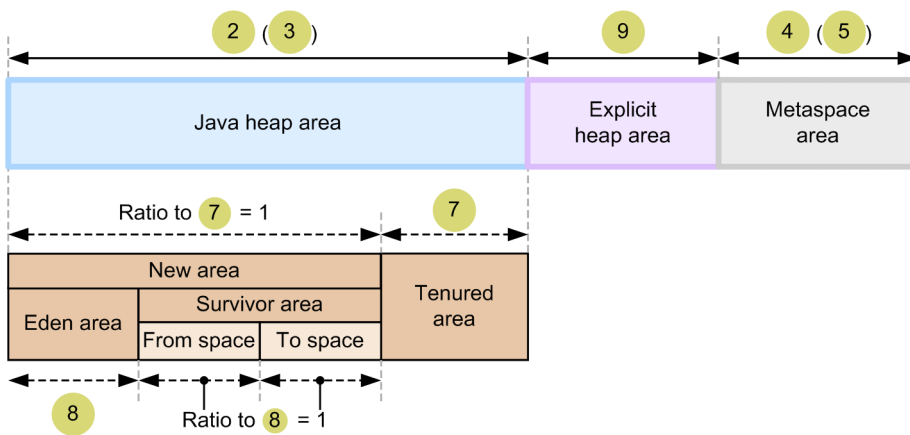 2 ( 3 )
9
4 ( 5 )
Java heap area
Explicit
heap area
Metaspace
area
Ratio to 7 = 1
7
New area
Tenured
area
Eden area
Survivor area
From space
To space
8
Ratio to 8 = 1